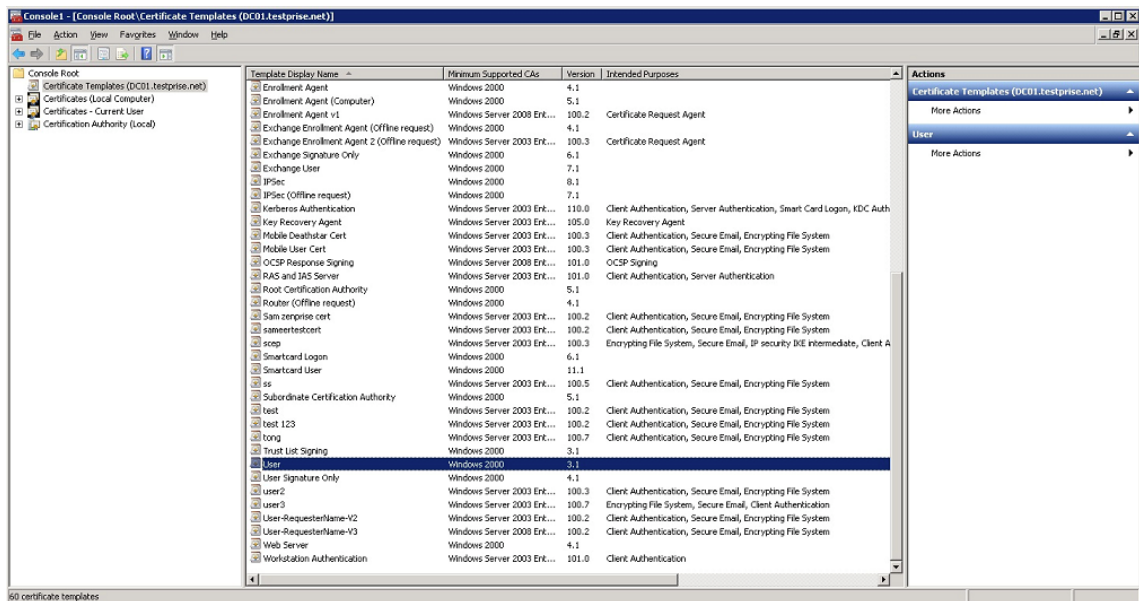 Console1 - [Console Root\Certificate Templates (DC01.testprise.net)]
File Action View Favorites Window Help
Console Root
Certificate Templates (DC01.testprise.net)
Certificates (Local Computer)
Certificates - Current User
Certification Authority (Local)
Template Display Name Minimum Supported CAs Version Intended Purposes
Enrollment Agent Windows 2000 4.1
Enrollment Agent (Computer) Windows 2000 5.1
Enrollment Agent v1 Windows Server 2008 Ent... 100.2 Certificate Request Agent
Exchange Enrollment Agent (Offline request) Windows 2000 4.1
Exchange Enrollment Agent 2 (Offline request) Windows Server 2003 Ent... 100.3 Certificate Request Agent
Exchange Signature Only Windows 2000 6.1
Exchange User Windows 2000 7.1
IPSec Windows 2000 8.1
IPSec (Offline request) Windows 2000 7.1
Kerberos Authentication Windows Server 2003 Ent... 110.0 Client Authentication, Server Authentication, Smart Card Logon, KDC Auth
Key Recovery Agent Windows Server 2003 Ent... 105.0 Key Recovery Agent
Mobile Deathstar Cert Windows Server 2003 Ent... 100.3 Client Authentication, Secure Email, Encrypting File System
Mobile User Cert Windows Server 2003 Ent... 100.3 Client Authentication, Secure Email, Encrypting File System
OCSP Response Signing Windows Server 2008 Ent... 101.0 OCSP Signing
RAS and IAS Server Windows Server 2003 Ent... 101.0 Client Authentication, Server Authentication
Root Certification Authority Windows 2000 5.1
Router (Offline request) Windows 2000 4.1
Sam zenprise cert Windows Server 2003 Ent... 100.2 Client Authentication, Secure Email, Encrypting File System
sameertestcert Windows Server 2003 Ent... 100.2 Client Authentication, Secure Email, Encrypting File System
scep Windows Server 2003 Ent... 100.3 Encrypting File System, Secure Email, IP security IKE intermediate, Client A
Smartcard Logon Windows 2000 6.1
Smartcard User Windows 2000 11.1
ss Windows Server 2003 Ent... 100.5 Client Authentication, Secure Email, Encrypting File System
Subordinate Certification Authority Windows 2000 5.1
test Windows Server 2003 Ent... 100.2 Client Authentication, Secure Email, Encrypting File System
test 123 Windows Server 2003 Ent... 100.2 Client Authentication, Secure Email, Encrypting File System
tong Windows Server 2003 Ent... 100.7 Client Authentication, Secure Email, Encrypting File System
Trust List Signing Windows 2000 3.1
User Windows 2000 3.1
User Signature Only Windows 2000 4.1
user2 Windows Server 2003 Ent... 100.3 Client Authentication, Secure Email, Encrypting File System
user3 Windows Server 2003 Ent... 100.7 Encrypting File System, Secure Email, Client Authentication
User-RequesterName-V2 Windows Server 2003 Ent... 100.2 Client Authentication, Secure Email, Encrypting File System
User-RequesterName-V3 Windows Server 2008 Ent... 100.2 Client Authentication, Secure Email, Encrypting File System
Web Server Windows 2000 4.1
Workstation Authentication Windows Server 2003 Ent... 101.0 Client Authentication
Actions
Certificate Templates (DC01.testprise.net)
More Actions
User
More Actions
60 certificate templates